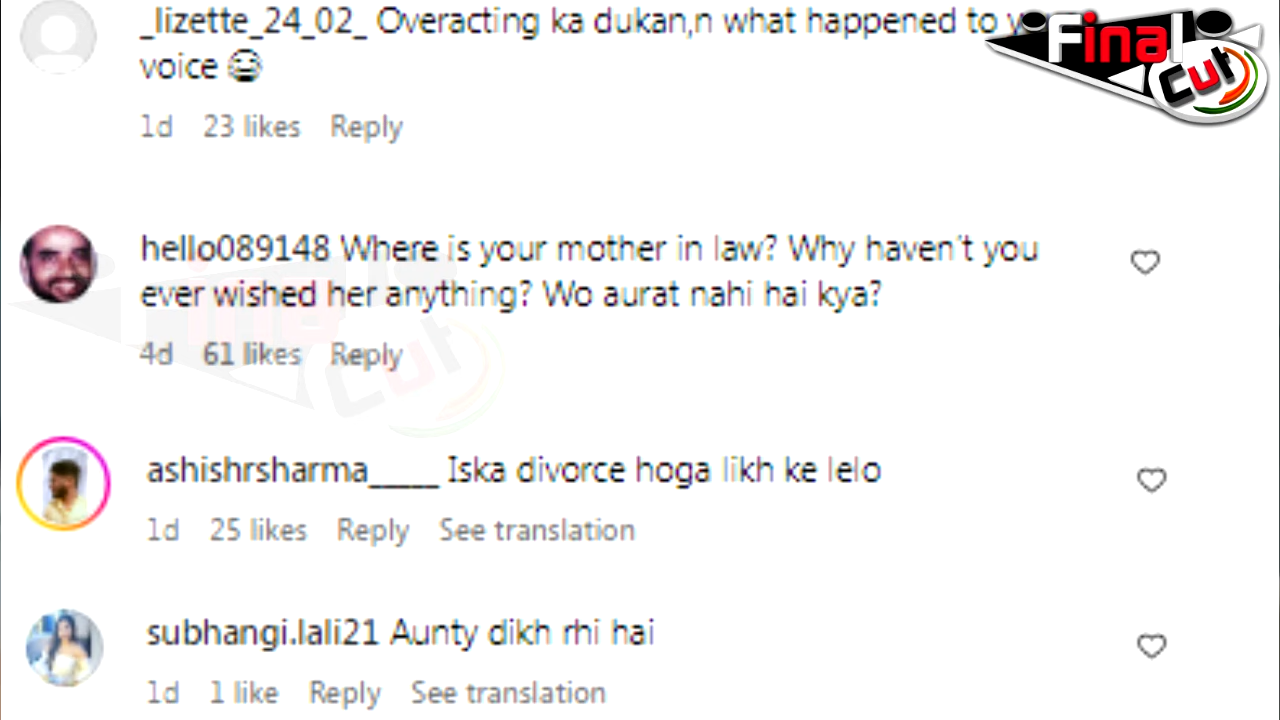 _lizette_24_02_ Overacting ka dukan,n what happened to
voice 😂
1d 23 likes Reply
Final
Cut
hello089148 Where is your mother in law? Why haven't you
ever wished her anything? Wo aurat nahi hai kya?
4d 61 likes Reply
ashishrsharma_____ Iska divorce hoga likh ke lelo
1d 25 likes Reply See translation
subhangi.lali21 Aunty dikh rhi hai
1d 1 like Reply See translation